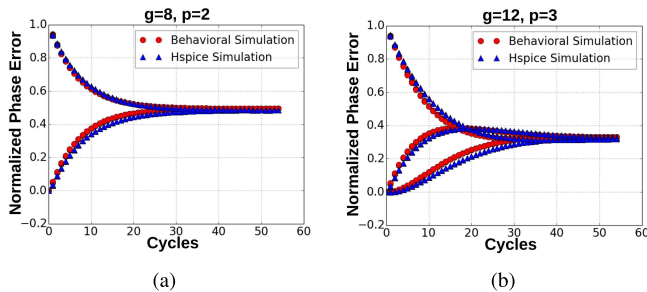 g=8, p=2
Normalized Phase Error
1.0
0.8
0.6
0.4
0.2
0.0
−0.2
Behavioral Simulation
Hspice Simulation
0 10 20 30 40 50 60
Cycles
(a)
g=12, p=3
Normalized Phase Error
1.0
0.8
0.6
0.4
0.2
0.0
−0.2
Behavioral Simulation
Hspice Simulation
0 10 20 30 40 50 60
Cycles
(b)